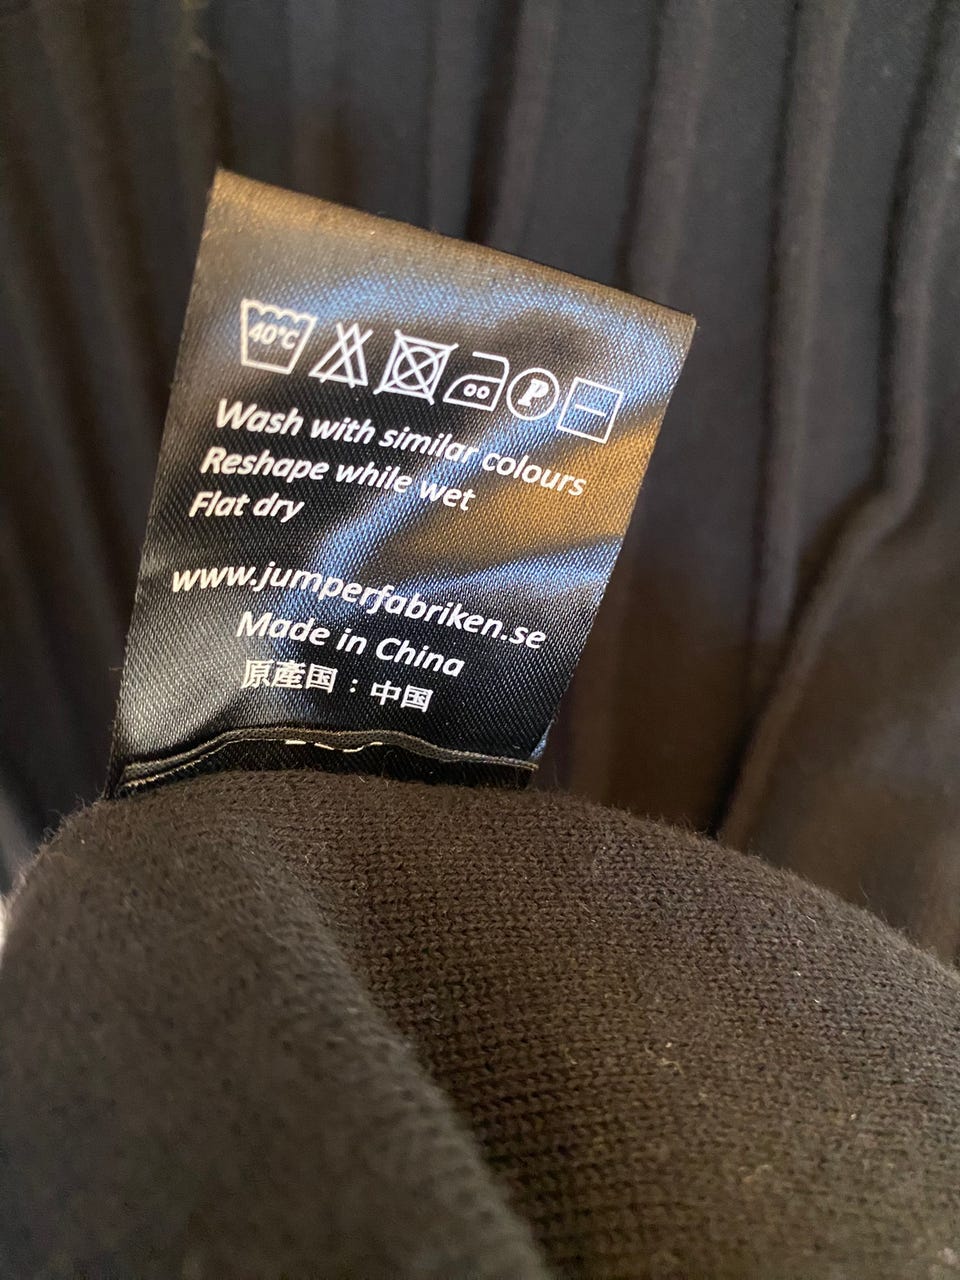 40°C P
Wash with similar colours
Reshape while wet
Flat dry
www.jumperfabriken.se
Made in China
原產国：中国